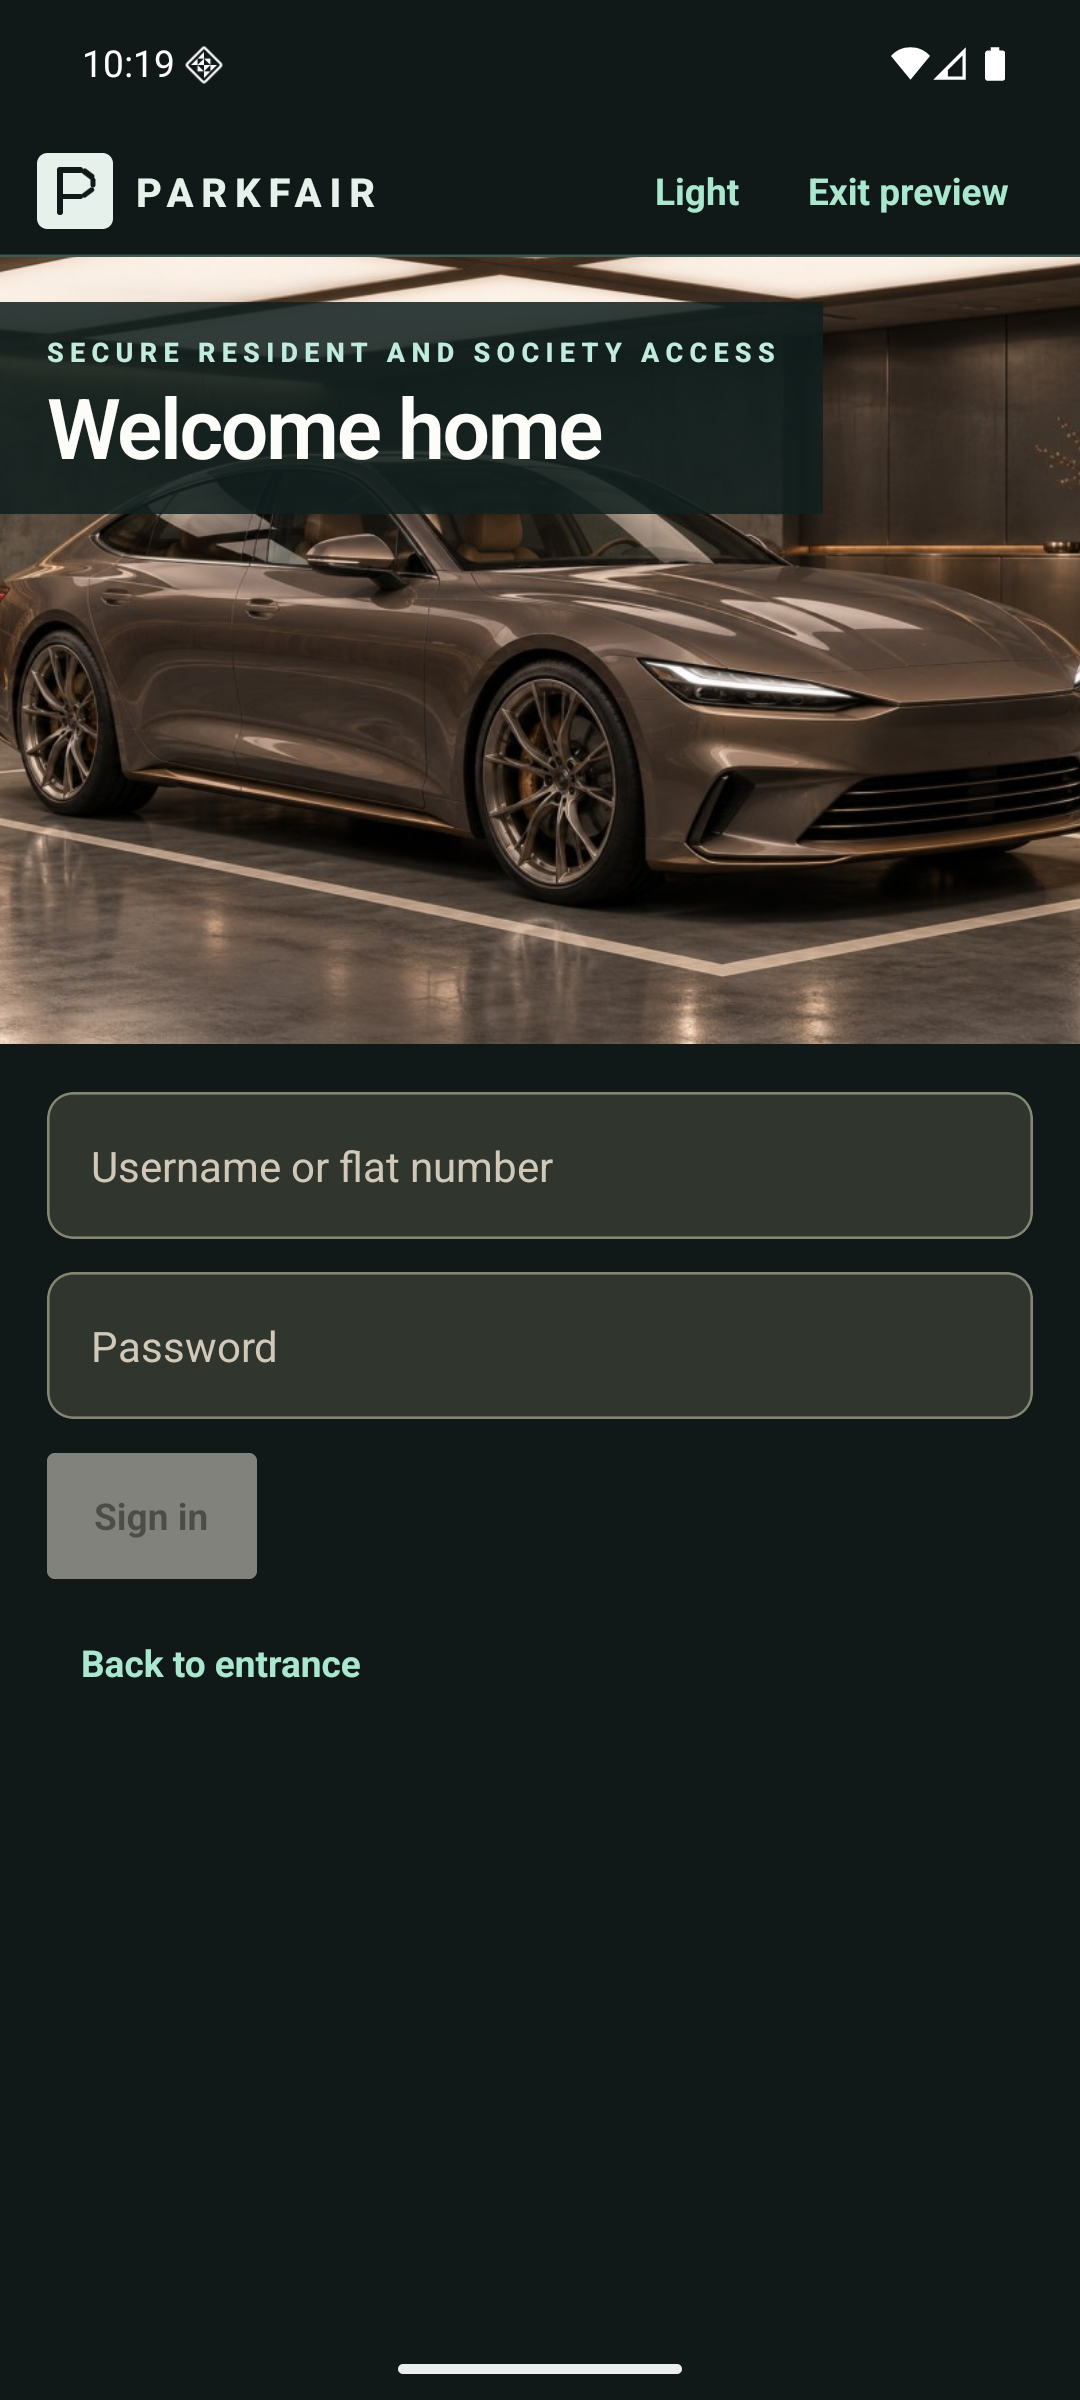 10:19
P PARKFAIR Light Exit preview
SECURE RESIDENT AND SOCIETY ACCESS
Welcome home
Username or flat number
Password
Sign in
Back to entrance